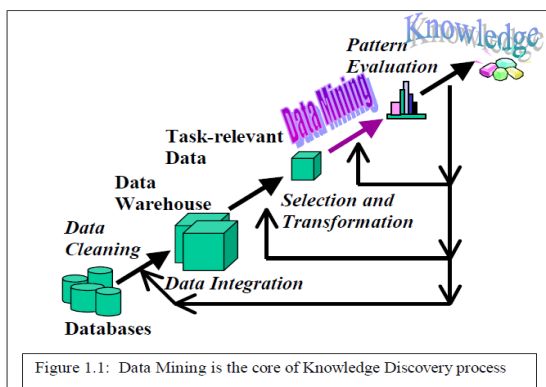 Knowledge
Pattern
Evaluation
Data Mining
Task-relevant
Data
Data
Warehouse
Selection and
Transformation
Data
Cleaning
Data Integration
Databases
Figure 1.1: Data Mining is the core of Knowledge Discovery process